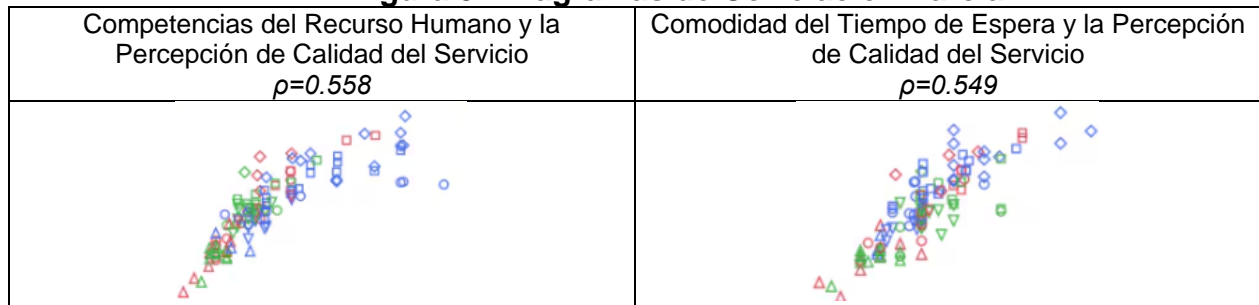 Competencias del Recurso Humano y la
Percepción de Calidad del Servicio
ρ=0.558
Comodidad del Tiempo de Espera y la Percepción
de Calidad del Servicio
ρ=0.549